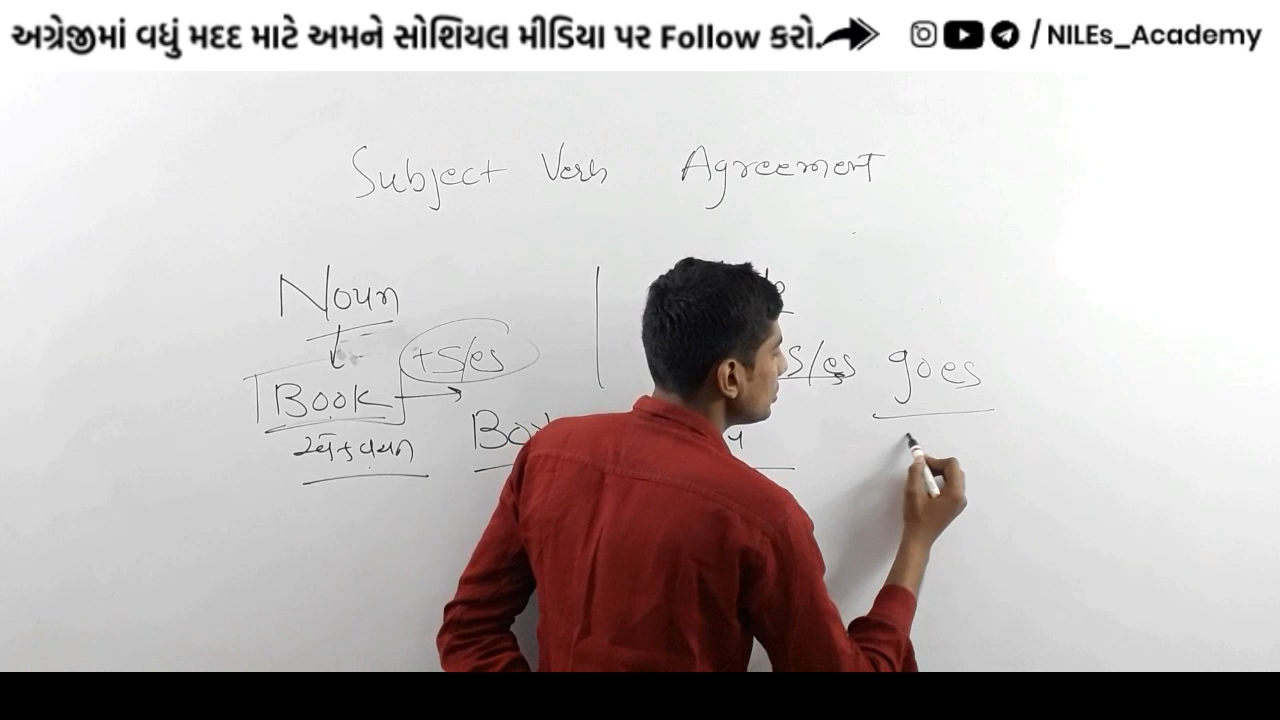 અગ્રેજીમાં વધું મદદ માટે અમને સોશિયલ મીડિયા પર Follow કરો. / NILEs_Academy
Subject Verb Agreement
Noun
+s/es
s/es goes
Book
એકવચન